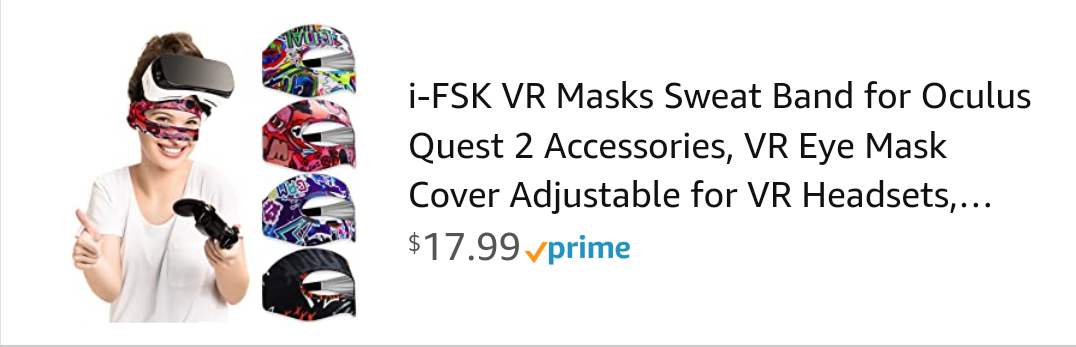 i-FSK VR Masks Sweat Band for Oculus
Quest 2 Accessories, VR Eye Mask
Cover Adjustable for VR Headsets,...
$17.99 prime